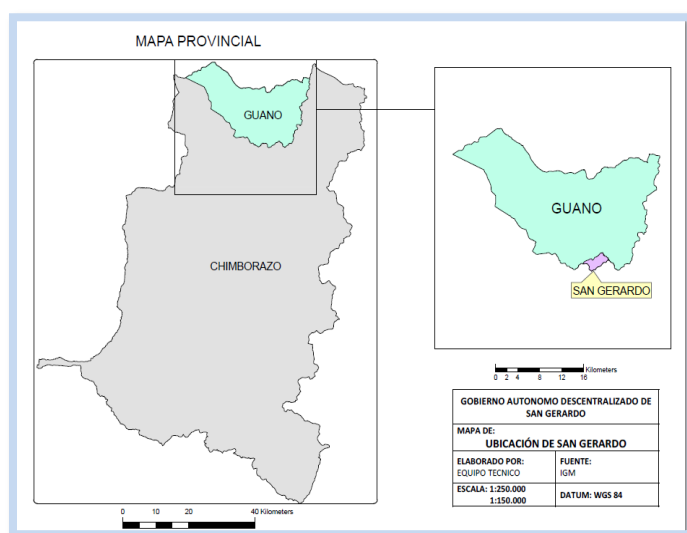 MAPA PROVINCIAL
GUANO
CHIMBORAZO
0 10 20 40 Kilometers
GUANO
SAN GERARDO
Kilometers
0 2 4 8 12 16
GOBIERNO AUTONOMO DESCENTRALIZADO DE
SAN GERARDO
MAPA DE:
UBICACIÓN DE SAN GERARDO
ELABORADO POR:
EQUIPO TECNICO
FUENTE:
IGM
ESCALA: 1:250.000
1:150.000
DATUM: WGS 84